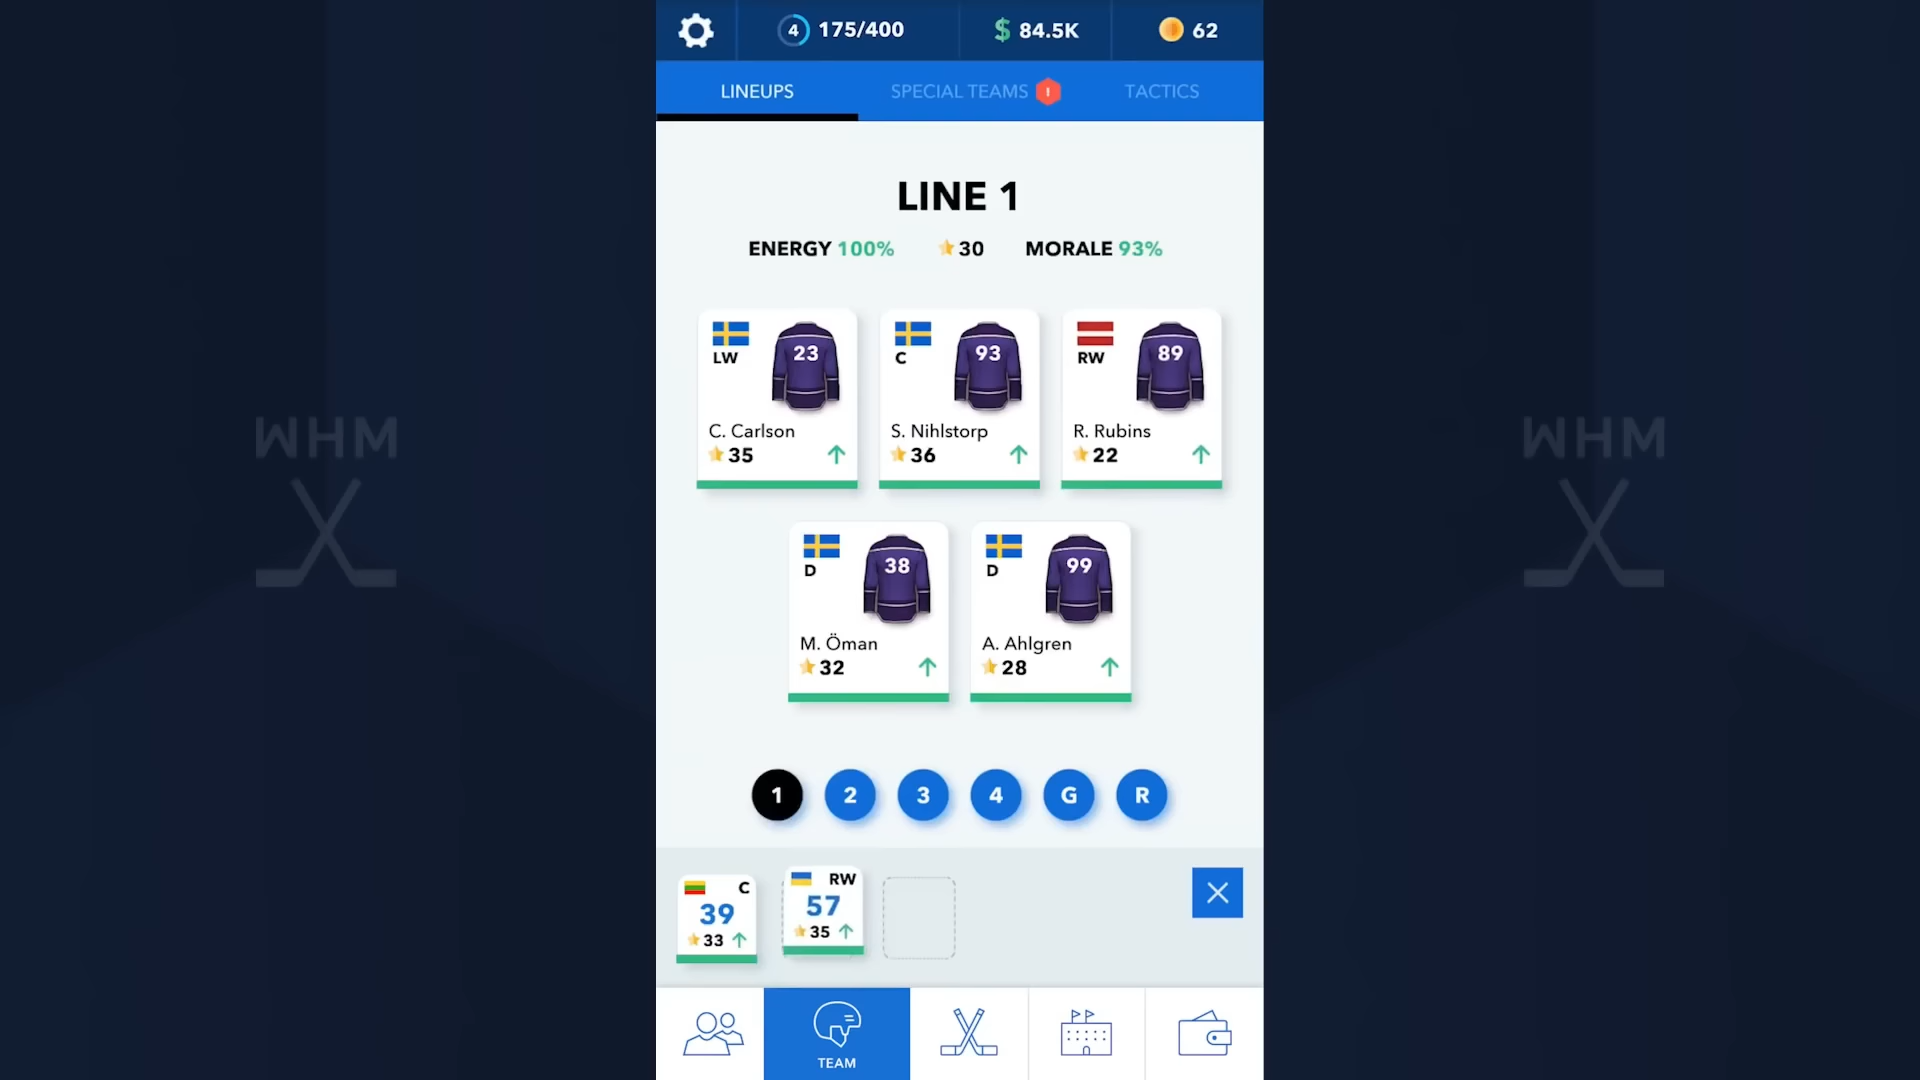 4 175/400 $ 84.5K 62
LINEUPS SPECIAL TEAMS ! TACTICS
LINE 1
ENERGY 100% 30 MORALE 93%
LW 23
C. Carlson
35
C 93
S. Nihlstorp
36
RW 89
R. Rubins
22
D 38
M. Öman
32
D 99
A. Ahlgren
28
1 2 3 4 G R
C
39
33
RW
57
35
TEAM
WHM
WHM